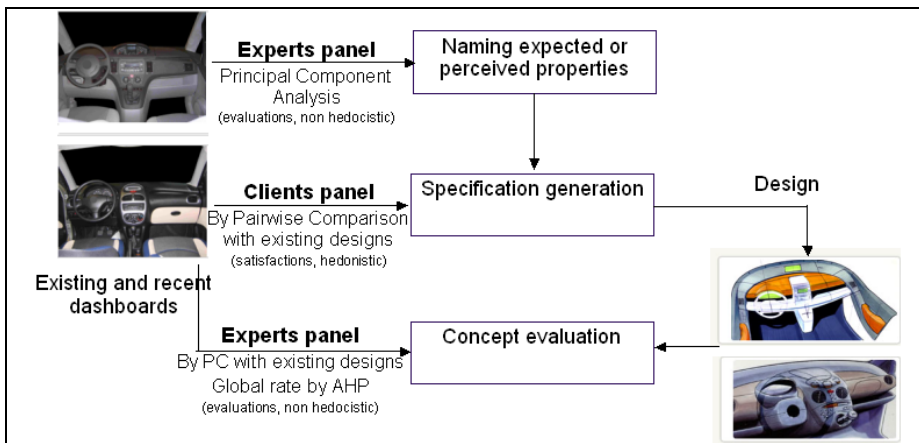 Experts panel
Principal Component
Analysis
(evaluations, non hedocistic)
Naming expected or
perceived properties
Clients panel
By Pairwise Comparison
with existing designs
(satisfactions, hedonistic)
Specification generation
Design
Existing and recent
dashboards
Experts panel
By PC with existing designs
Global rate by AHP
(evaluations, non hedocistic)
Concept evaluation